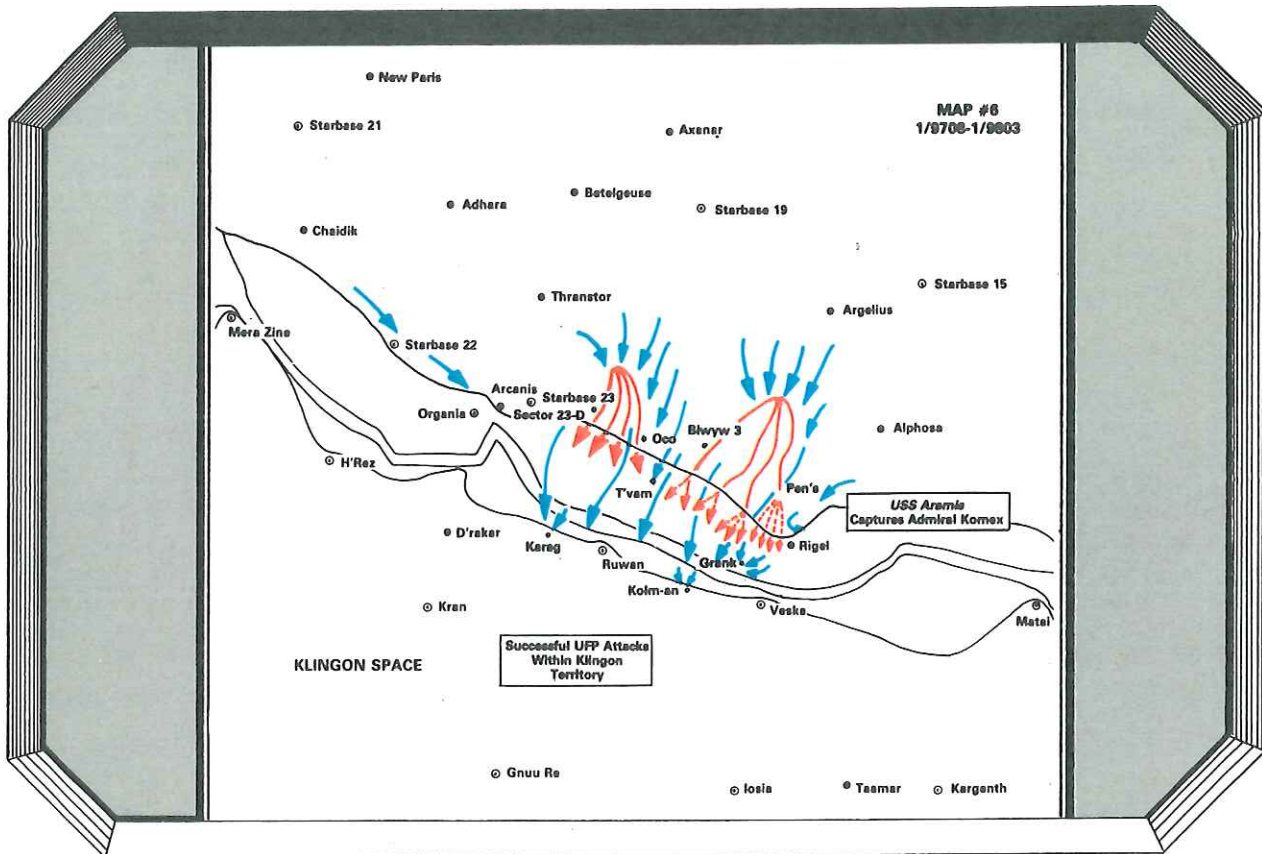 MAP #6
1/9706-1/9803
New Paris
Starbase 21
Axanar
Betelgeuse
Adhara
Starbase 19
Chaidik
Starbase 15
Thranstor
Argelius
Mera Zine
Starbase 22
Arcanis
Starbase 23
Organia
Sector 23-D
Oco
Blwyw 3
Alphosa
H'Rez
T'vam
Pen's
USS Aramis
Captures Admiral Komex
D'rakar
Kareg
Ruwan
Rigel
Grank
Kolm-an
Kran
Veska
Matai
KLINGON SPACE
Successful UFP Attacks
Within Klingon
Territory
Gnuu Re
Iosia
Taamar
Karganth